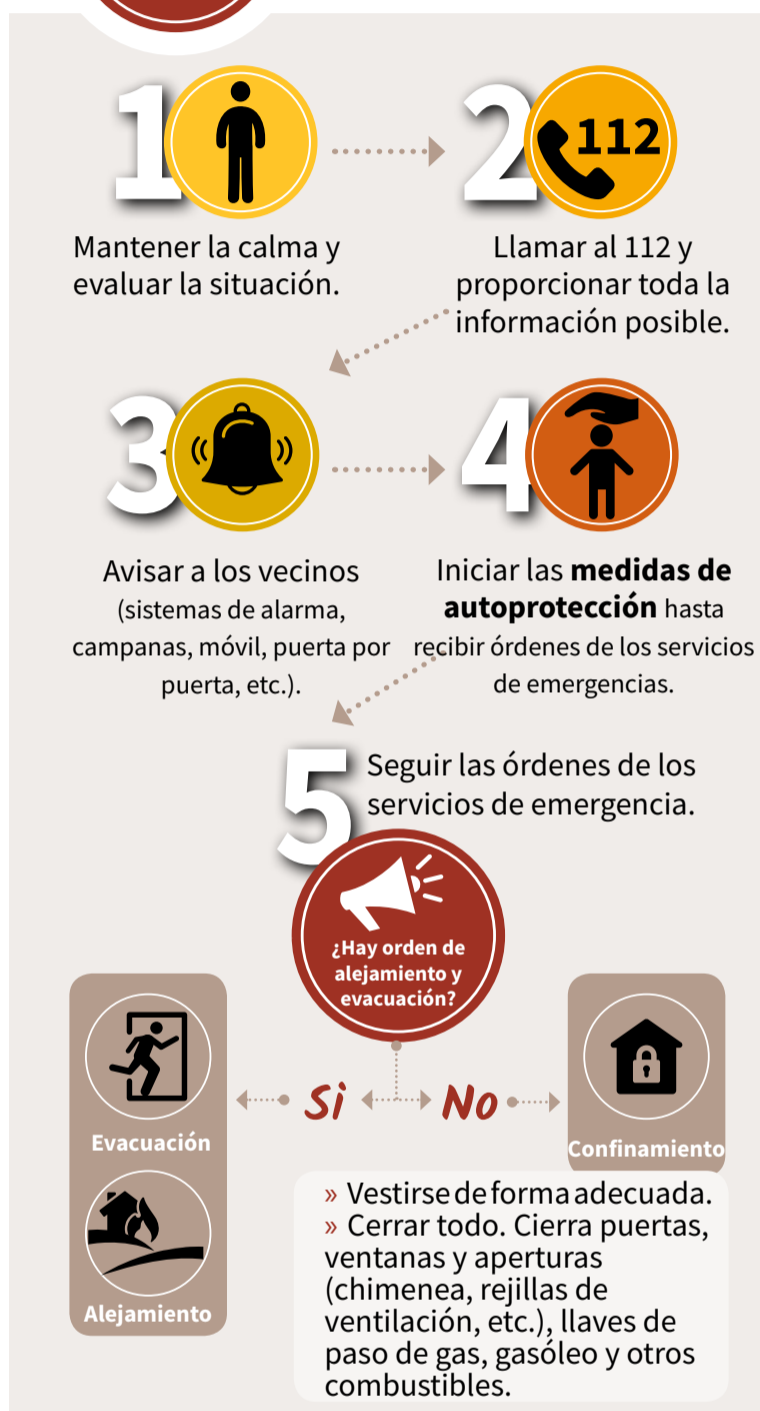 1
Mantener la calma y
evaluar la situación.
2
112
Llamar al 112 y
proporcionar toda la
información posible.
3
Avisar a los vecinos
(sistemas de alarma,
campanas, móvil, puerta por
puerta, etc.).
4
Iniciar las medidas de
autoprotección hasta
recibir órdenes de los servicios
de emergencias.
5
Seguir las órdenes de los
servicios de emergencia.
¿Hay orden de
alejamiento y
evacuación?
Si
No
Evacuación
Alejamiento
Confinamiento
» Vestirse de forma adecuada.
» Cerrar todo. Cierra puertas,
ventanas y aperturas
(chimenea, rejillas de
ventilación, etc.), llaves de
paso de gas, gasóleo y otros
combustibles.